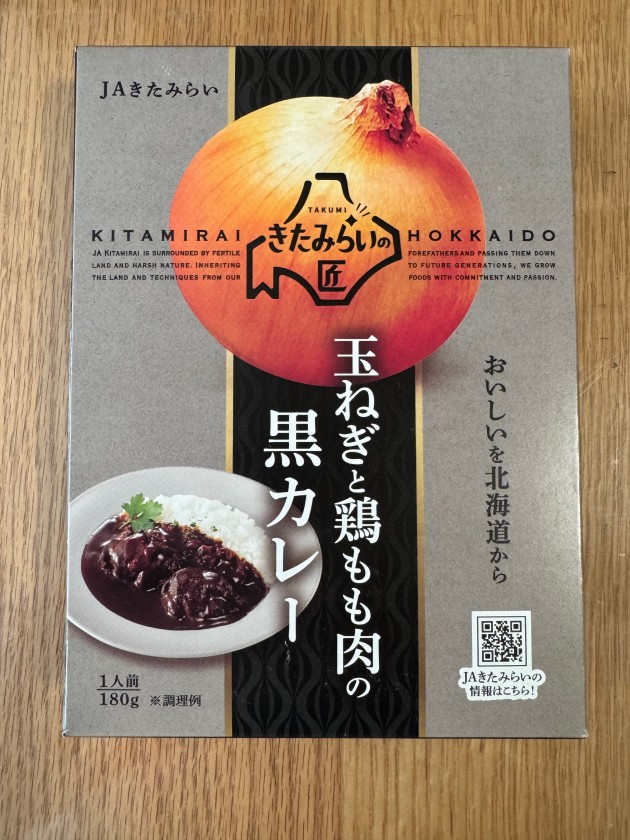 JAきたみらい
TAKUMI
きたみらいの
匠
KITAMIRAI
JA KITAMIRAI IS SURROUNDED BY FERTILE
LAND AND HARSH NATURE. INHERITING
THE LAND AND TECHNIQUES FROM OUR
HOKKAIDO
FOREFATHERS AND PASSING THEM DOWN
TO FUTURE GENERATIONS, WE GROW
FOODS WITH COMMITMENT AND PASSION.
玉ねぎと鶏もも肉の
黒カレー
おいしいを北海道から
1人前
180g ※調理例
JAきたみらいの
情報はこちら!